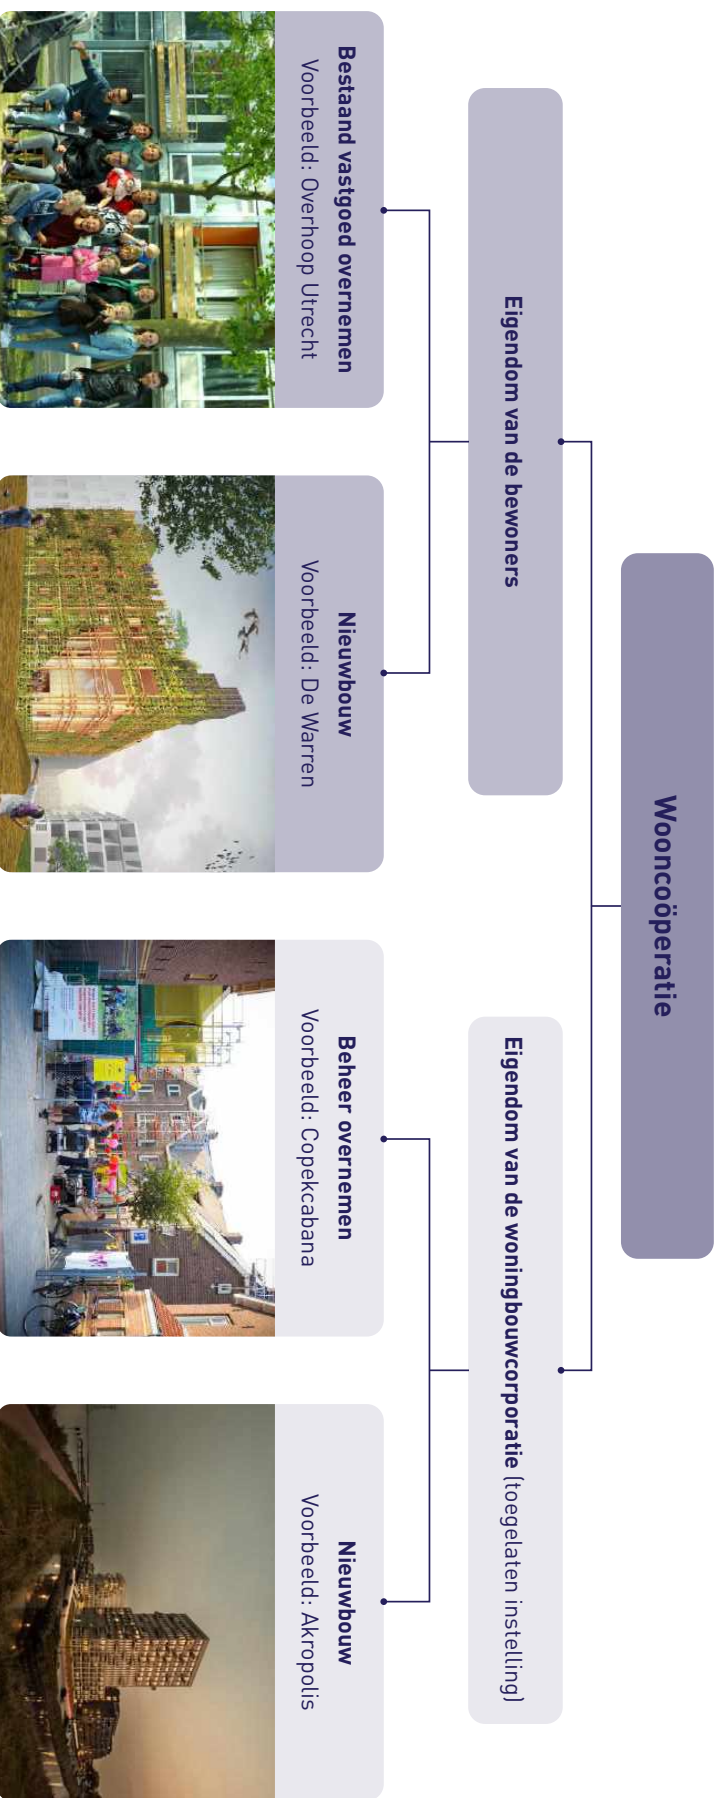 Wooncoöperatie
Eigendom van de bewoners
Eigendom van de woningbouwcorporatie (toegelaten instelling)
Bestaand vastgoed overnemen
Voorbeeld: Overhoop Utrecht
Nieuwbouw
Voorbeeld: De Warren
Beheer overnemen
Voorbeeld: Copekcabana
Nieuwbouw
Voorbeeld: Akropolis